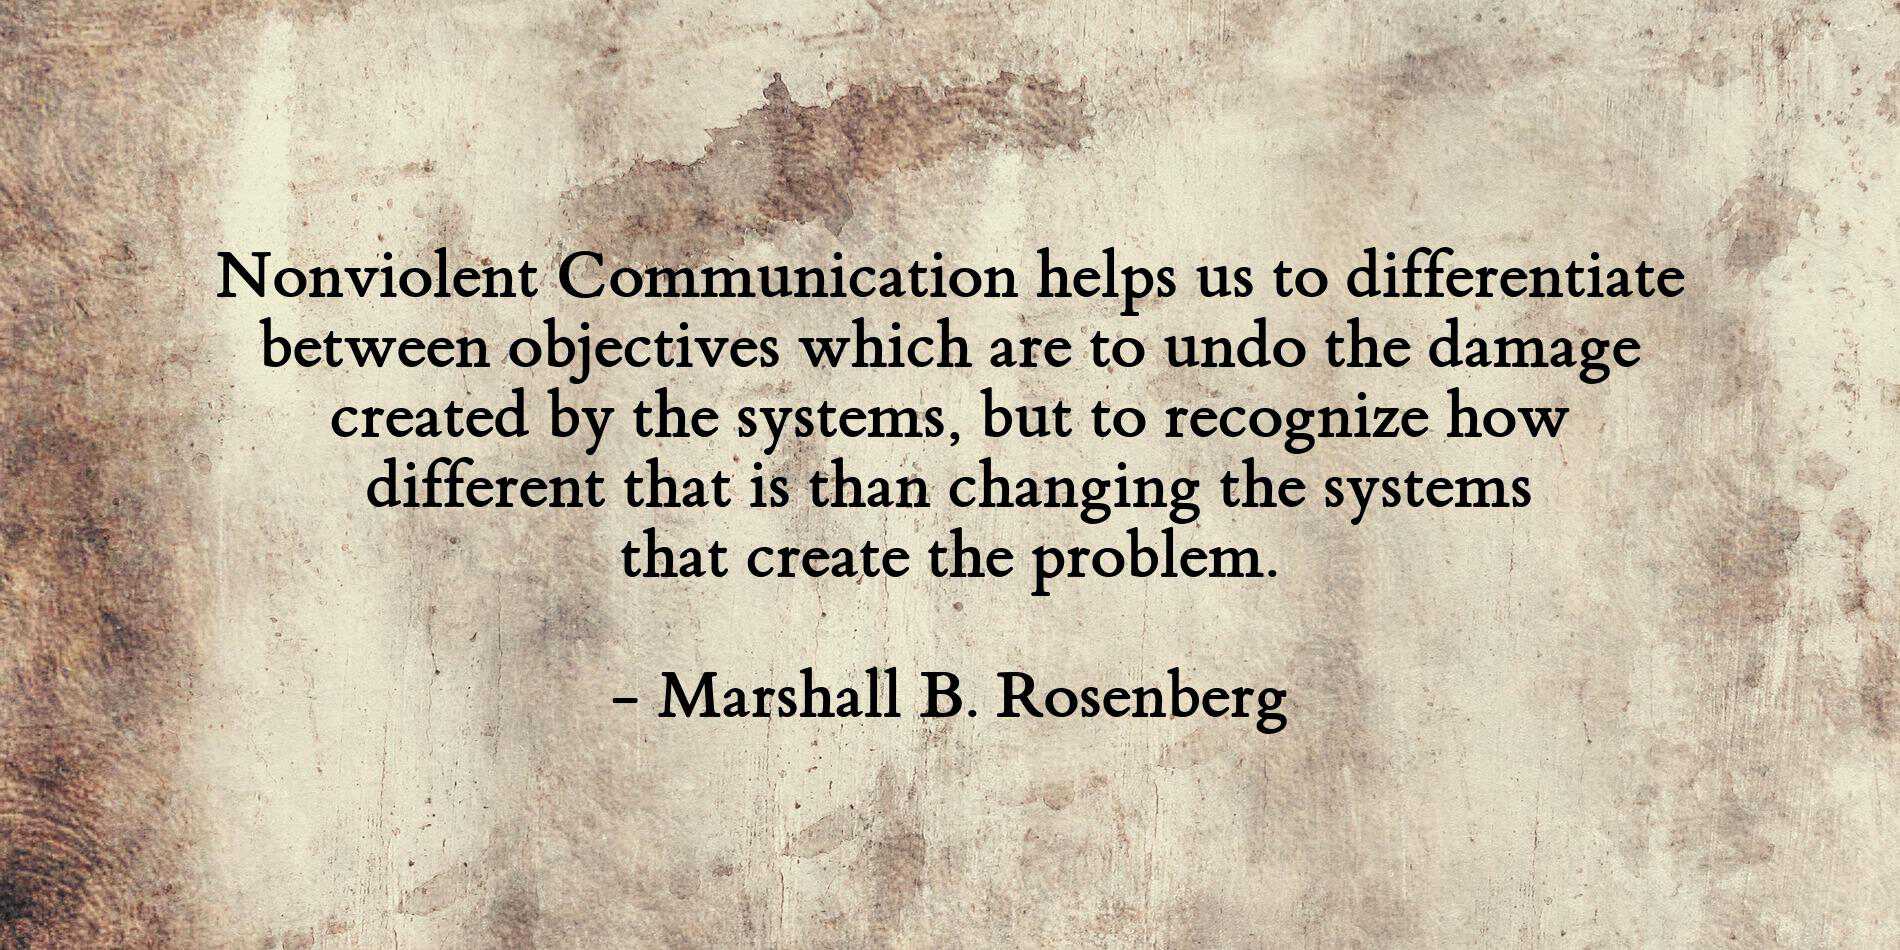 Nonviolent Communication helps us to differentiate
between objectives which are to undo the damage
created by the systems, but to recognize how
different that is than changing the systems
that create the problem.
– Marshall B. Rosenberg